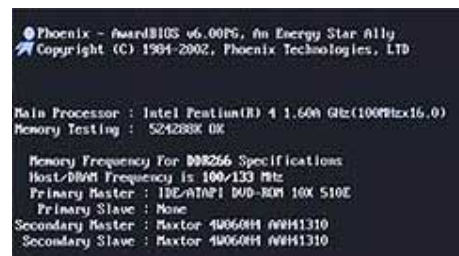 Phoenix - AwardBIOS v6.00PG, An Energy Star Ally
Copyright (C) 1984-2002, Phoenix Technologies, LTD
Main Processor : Intel Pentium(R) 4 1.60A GHz(100MHzx16.0)
Memory Testing : 524288K OK
Memory Frequency For DDR266 Specifications
Host/DRAM Frequency is 100/133 MHz
Primary Master : IDE/ATAPI DVD-ROM 10X S10E
Primary Slave : None
Secondary Master : Maxtor 4W060H4 AAH41310
Secondary Slave : Maxtor 4W060H4 AAH41310